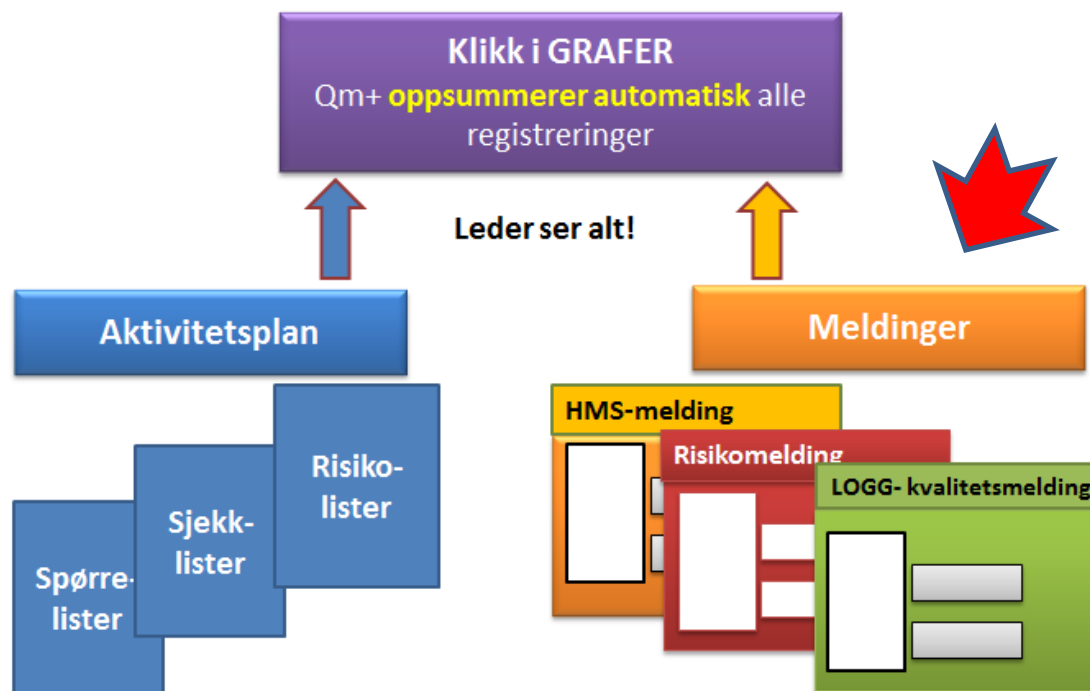 Klikk i GRAFER
Qm+ oppsummerer automatisk alle
registreringer
Leder ser alt!
Aktivitetsplan
Meldinger
Risiko-
lister
Sjekk-
lister
Spørre-
lister
HMS-melding
Risikomelding
LOGG- kvalitetsmelding